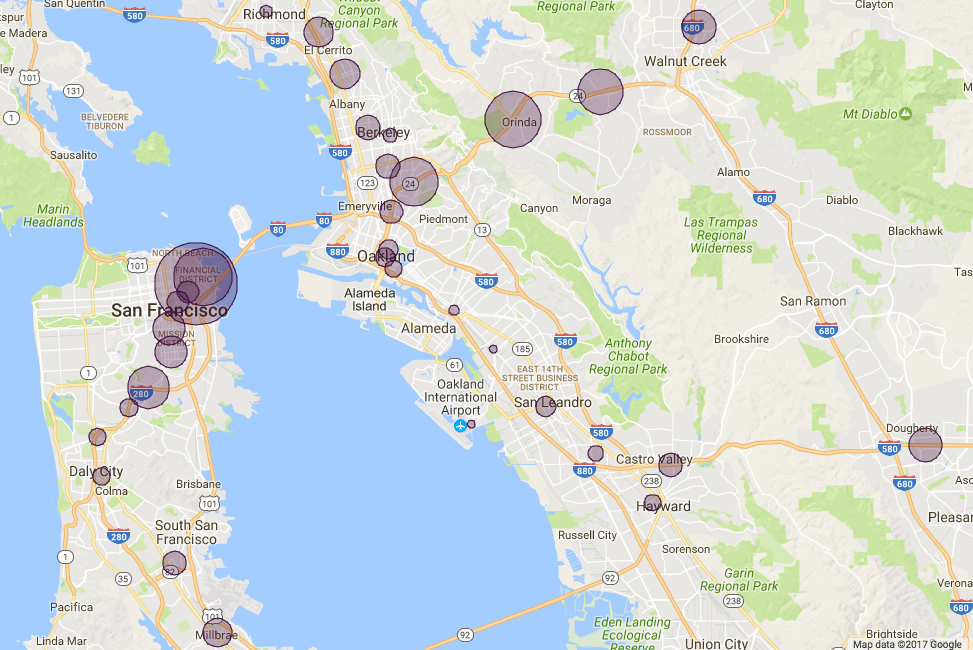 San Quentin
580
Richmond
Wildcat Canyon
Regional Park
Regional Park
680
Clayton
e Madera
580
El Cerrito
Walnut Creek
ley
101
131
24
1
BELVEDERE
TIBURON
Albany
Orinda
Mt Diablo
Berkeley
ROSSMOOR
Sausalito
580
Alamo
123
24
680
Marin
Headlands
Emeryville
Canyon
Moraga
Diablo
80
80
Piedmont
13
Las Trampas
Regional
Wilderness
Blackhawk
NORTH BEACH
101
880
Oakland
FINANCIAL
DISTRICT
580
Tas
Alameda
Island
San Francisco
San Ramon
Alameda
680
MISSION
DISTRICT
580
Brookshire
185
Anthony
Chabot
Regional Park
61
1
EAST 14TH
STREET BUSINESS
DISTRICT
280
Oakland
International
Airport
San Leandro
580
Dougherty
580
Castro Valley
880
Daly City
238
680
Brisbane
Colma
101
Hayward
Pleasan
South San
Francisco
280
Russell City
1
Sorenson
82
35
92
Garin
Regional Park
Verona
238
Pacifica
680
101
Millbrae
92
Eden Landing
Ecological
Reserve
Brightside
Linda Mar
Union City
Map data ©2017 Google